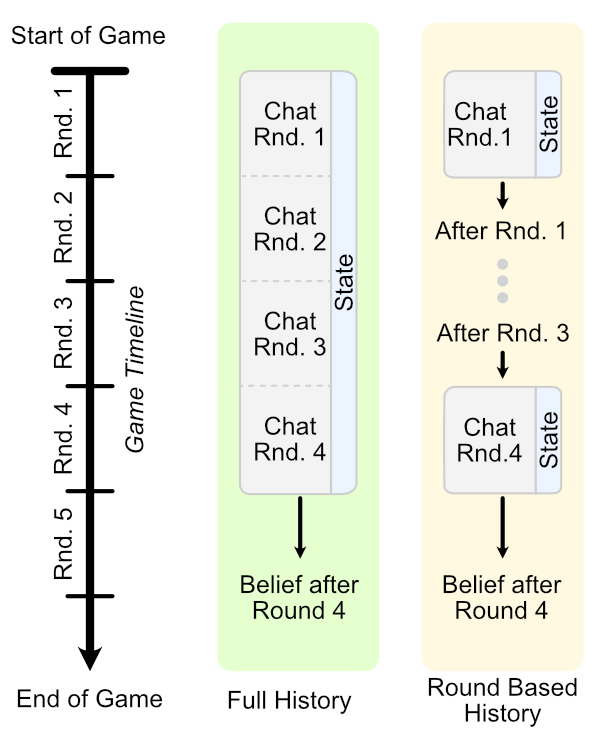 Start of Game
Rnd. 1
Rnd. 2
Rnd. 3
Rnd. 4
Rnd. 5
Game Timeline
End of Game
Chat
Rnd. 1
Chat
Rnd. 2
Chat
Rnd. 3
Chat
Rnd. 4
State
Belief after
Round 4
Full History
Chat
Rnd.1
State
After Rnd. 1
After Rnd. 3
Chat
Rnd.4
State
Belief after
Round 4
Round Based
History